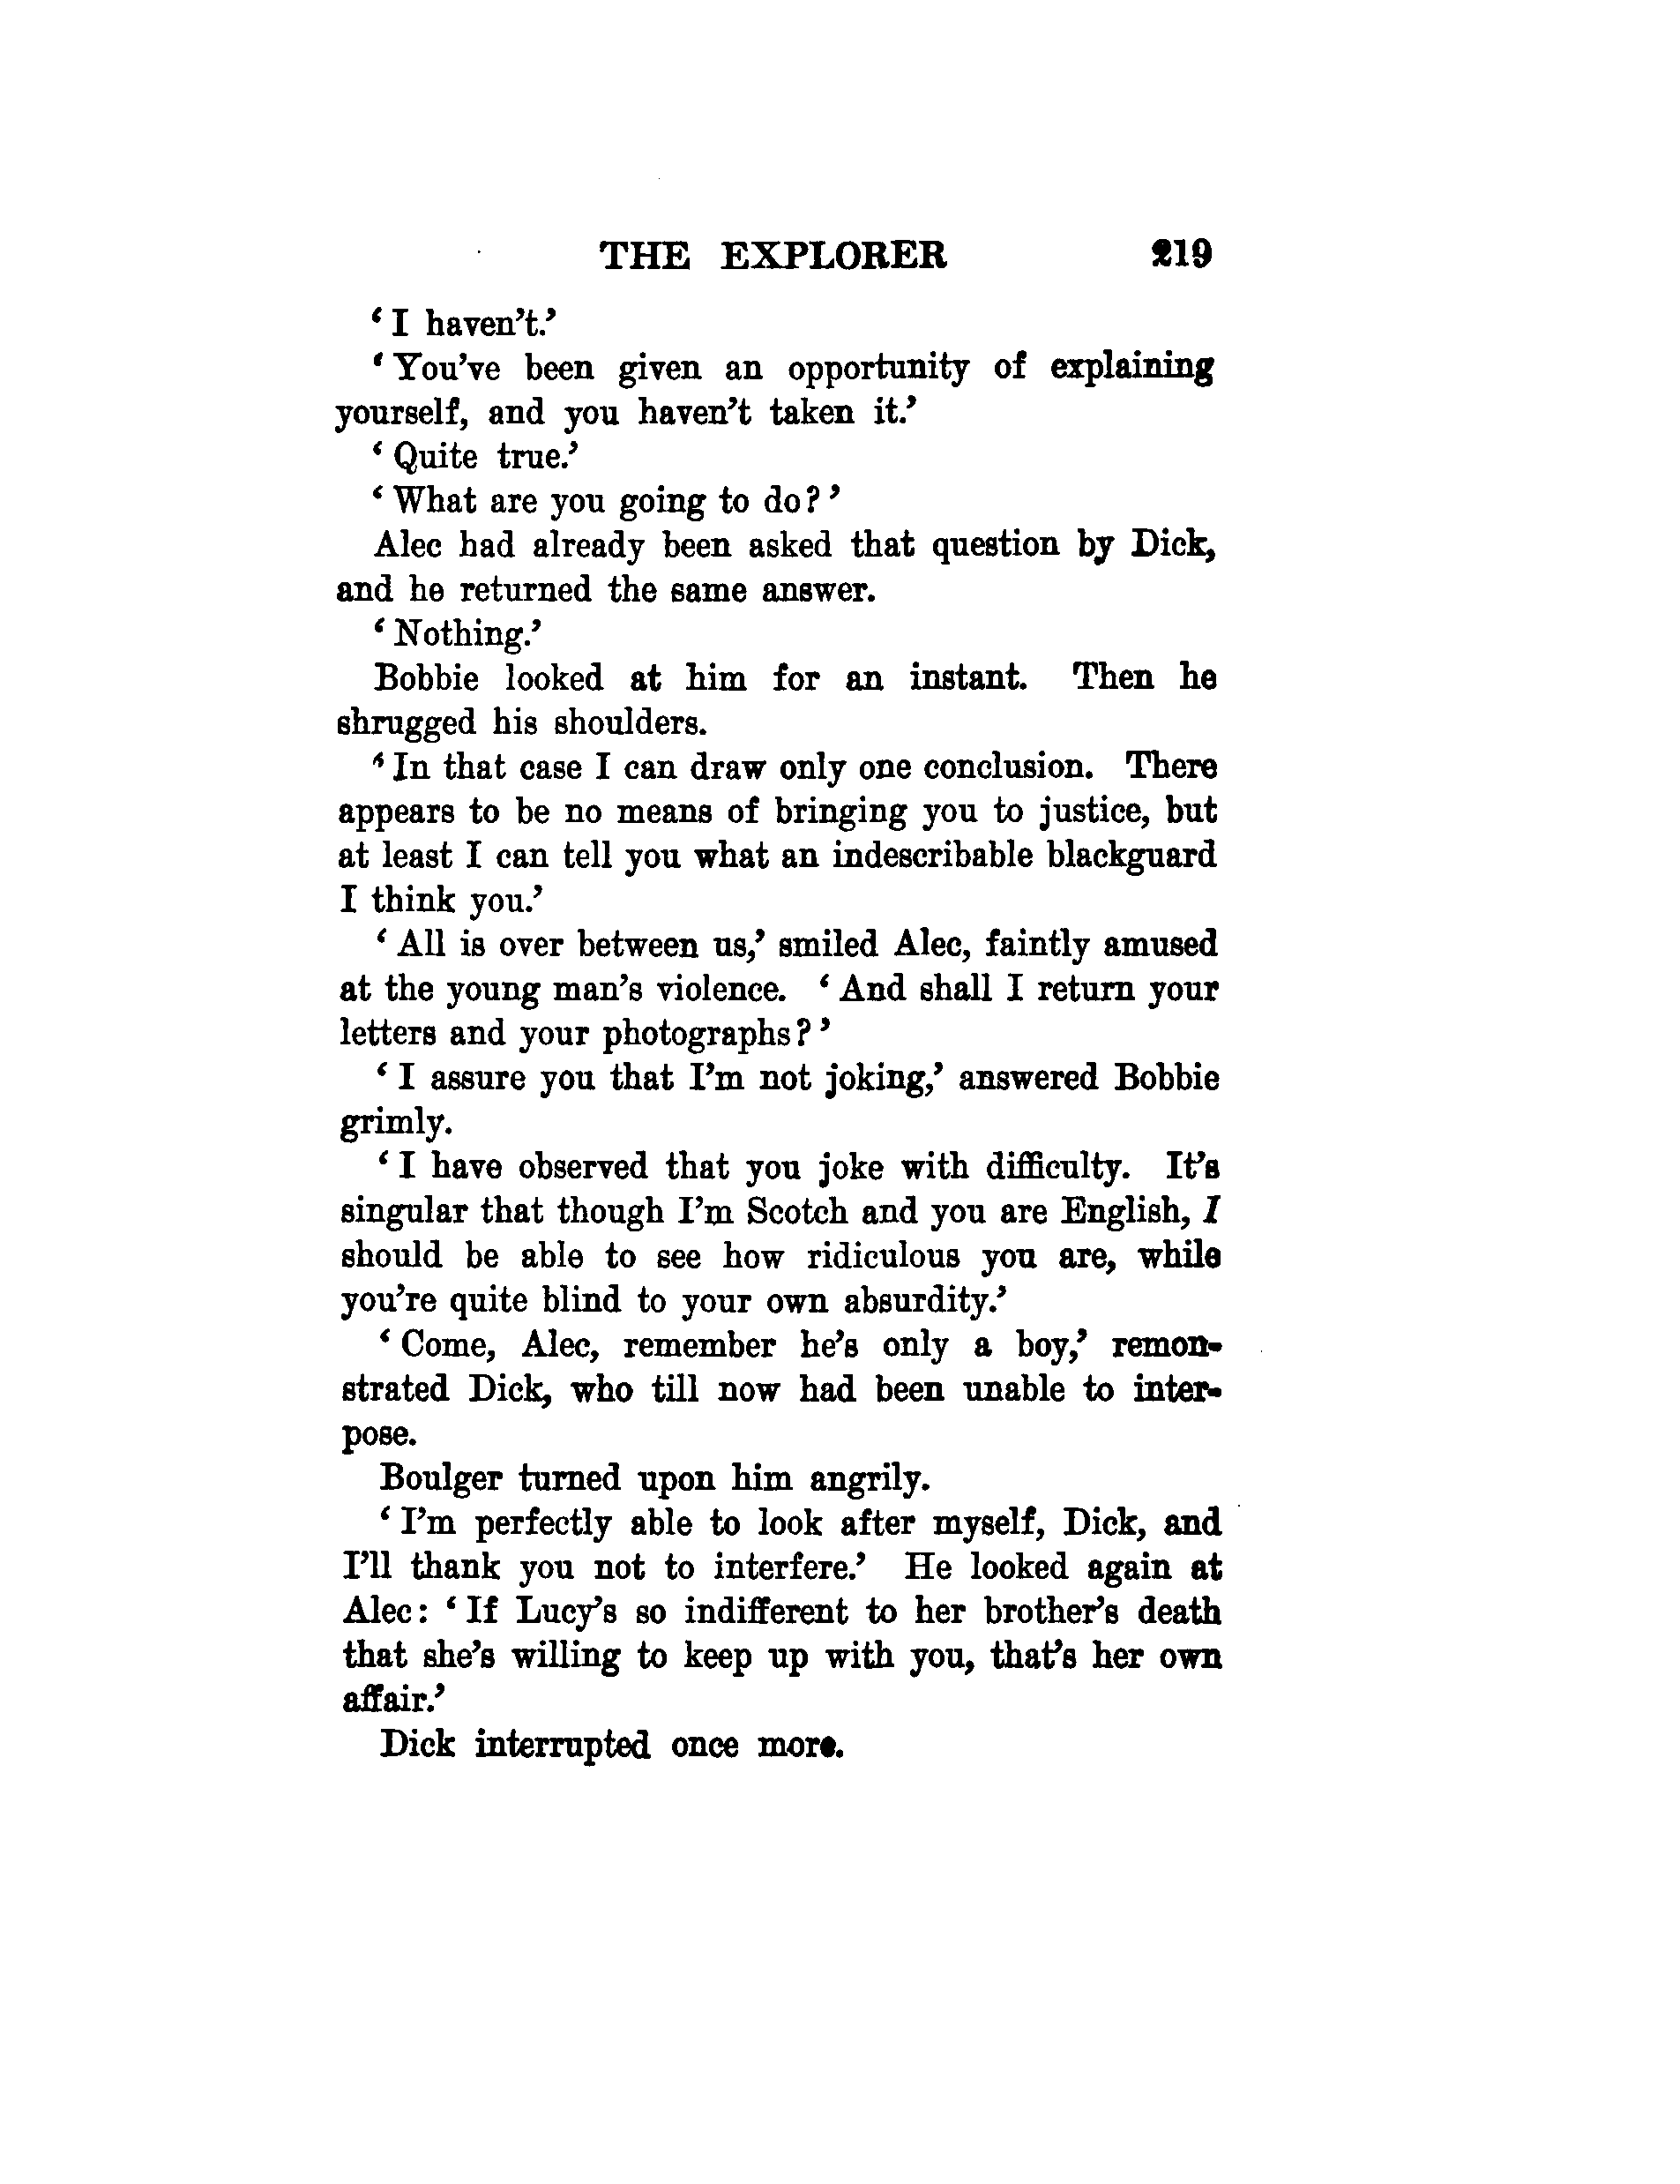 THE EXPLORER 219
‘I haven’t.’
‘You’ve been given an opportunity of explaining
yourself, and you haven’t taken it.’
‘Quite true.’
‘What are you going to do?’
Alec had already been asked that question by Dick,
and he returned the same answer.
‘Nothing.’
Bobbie looked at him for an instant. Then he
shrugged his shoulders.
‘In that case I can draw only one conclusion. There
appears to be no means of bringing you to justice, but
at least I can tell you what an indescribable blackguard
I think you.’
‘All is over between us,’ smiled Alec, faintly amused
at the young man’s violence. ‘And shall I return your
letters and your photographs?’
‘I assure you that I’m not joking,’ answered Bobbie
grimly.
‘I have observed that you joke with difficulty. It’s
singular that though I’m Scotch and you are English, I
should be able to see how ridiculous you are, while
you’re quite blind to your own absurdity.’
‘Come, Alec, remember he’s only a boy,’ remon-
strated Dick, who till now had been unable to inter-
pose.
Boulger turned upon him angrily.
‘I’m perfectly able to look after myself, Dick, and
I’ll thank you not to interfere.’ He looked again at
Alec: ‘If Lucy’s so indifferent to her brother’s death
that she’s willing to keep up with you, that’s her own
affair.’
Dick interrupted once more.